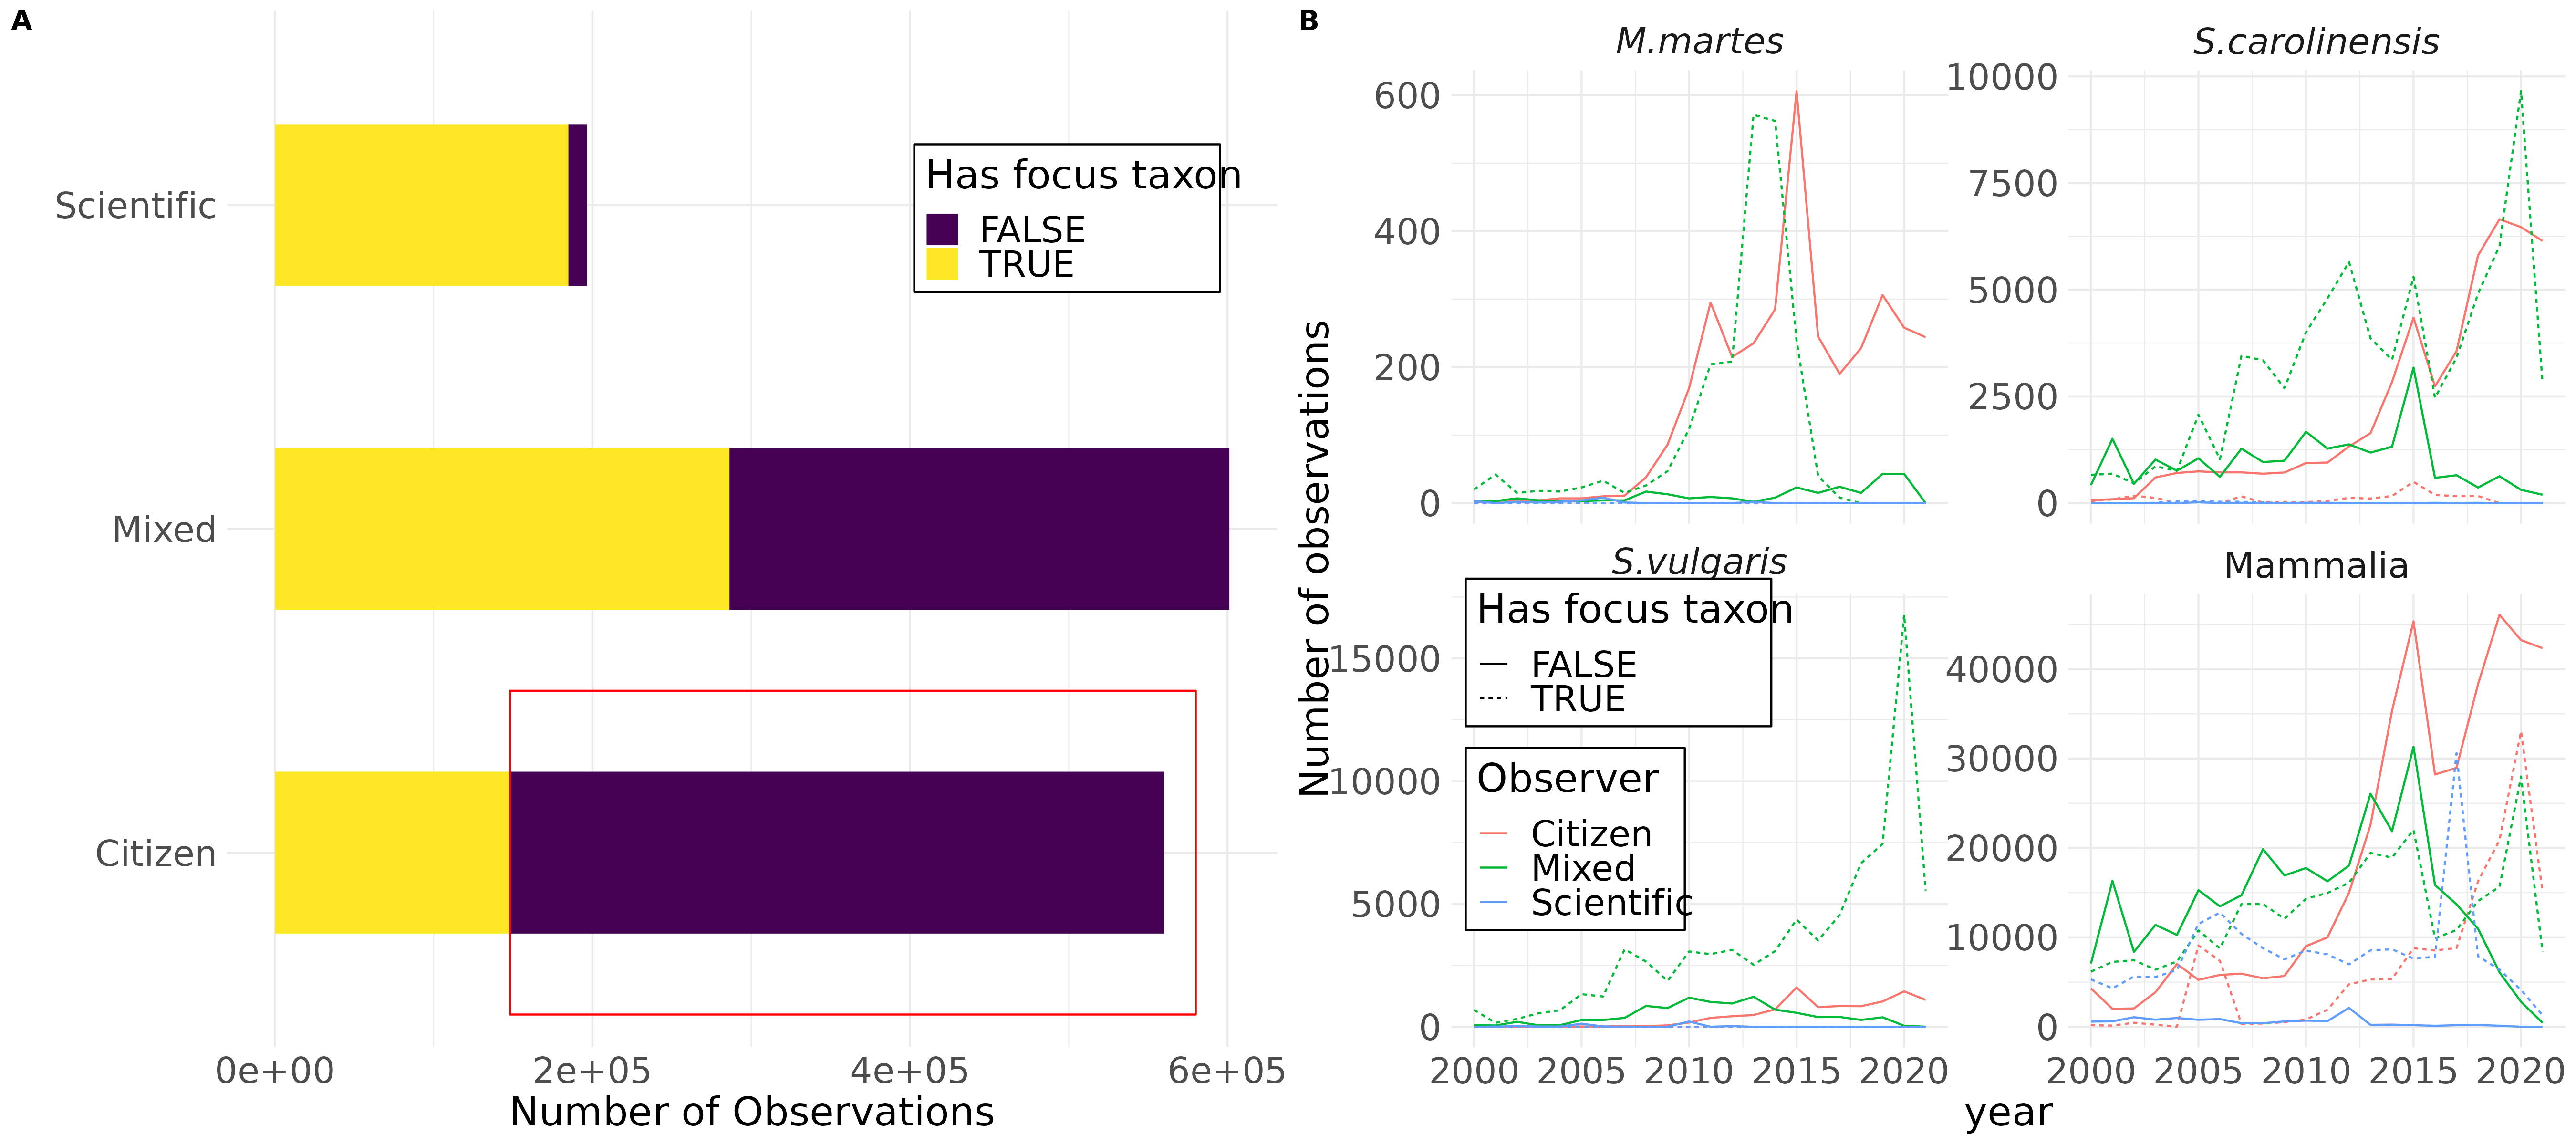 A
Scientific
Mixed
Citizen
Has focus taxon
FALSE
TRUE
0e+00 2e+05 4e+05 6e+05
Number of Observations
B
Number of observations
M.martes
600
400
200
0
S.carolinensis
10000
7500
5000
2500
0
S.vulgaris
15000
10000
5000
0
Has focus taxon
FALSE
TRUE
Observer
Citizen
Mixed
Scientific
2000 2005 2010 2015 2020
Mammalia
40000
30000
20000
10000
0
2000 2005 2010 2015 2020
year